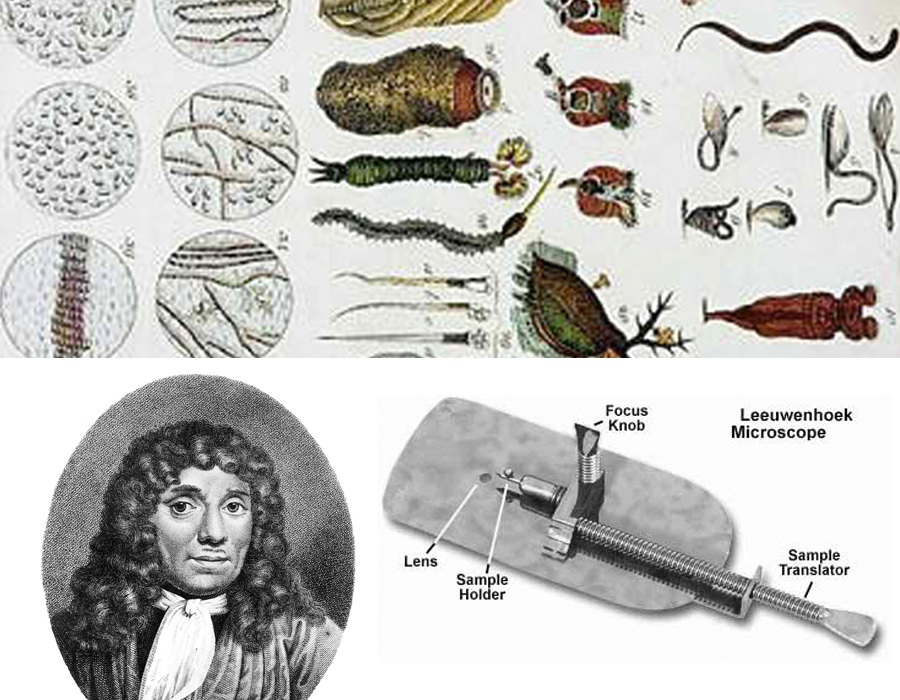 Focus
Knob
Leeuwenhoek
Microscope
Lens
Sample
Holder
Sample
Translator